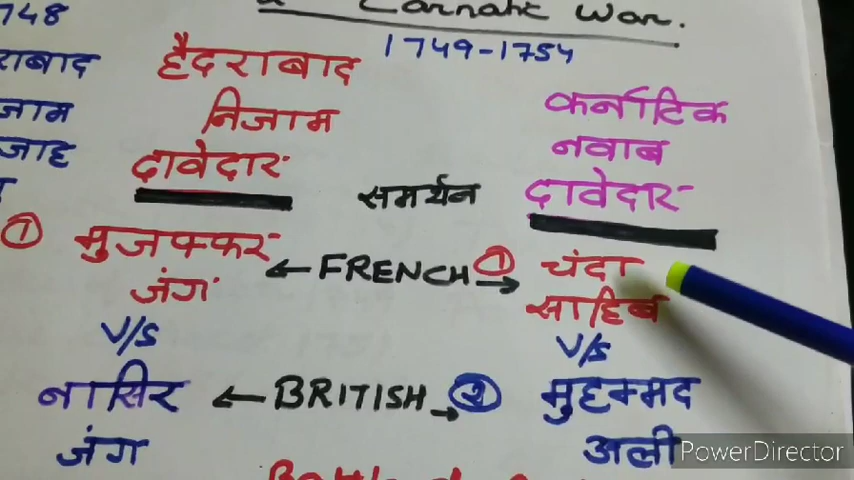 Carnatic War.
1749-1754
748
राबाद
जाम
जाह
हैदराबाद
निजाम
दावेदार
कर्नाटिक
नवाब
दावेदार
समर्थन
① मुजफ्फर
जंग
← FRENCH → ① चंदा
साहिब
V/S
V/S
नासिर
जंग
← BRITISH → ② मुहम्मद
अली
PowerDirector